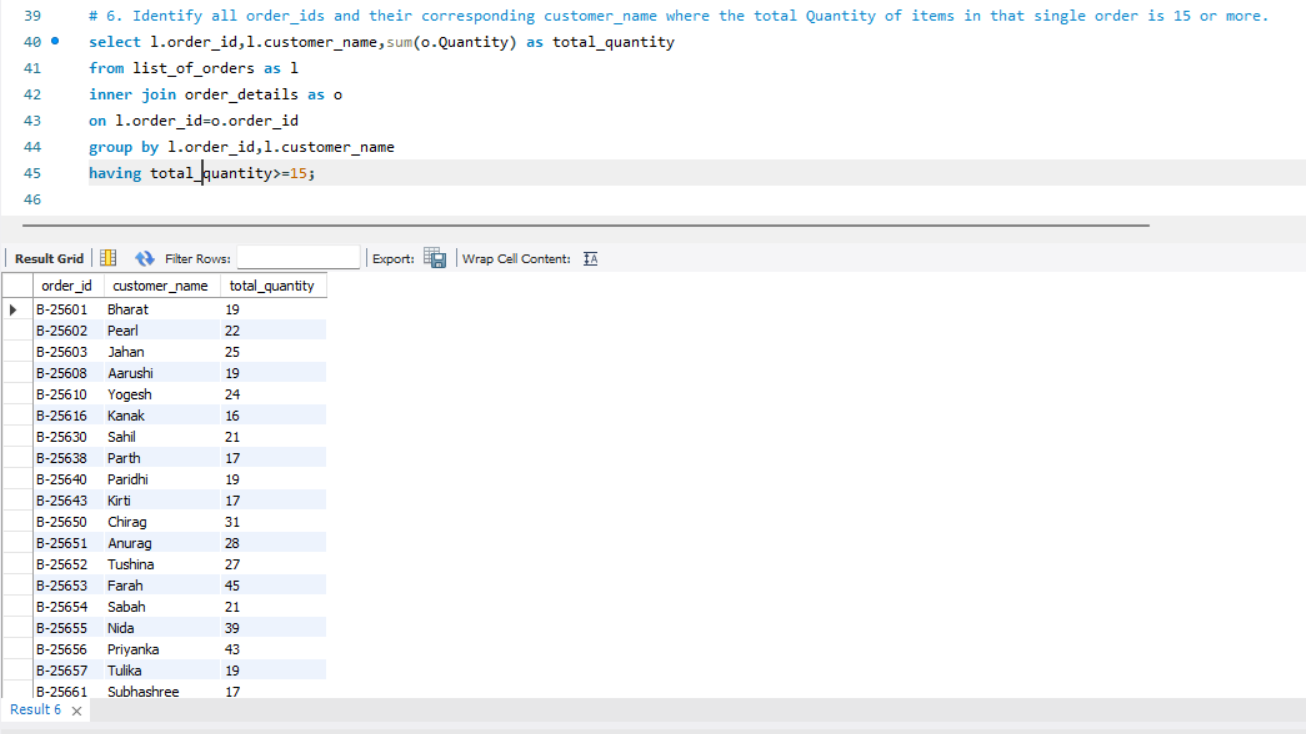 39 # 6. Identify all order_ids and their corresponding customer_name where the total Quantity of items in that single order is 15 or more.
40 select l.order_id,l.customer_name,sum(o.Quantity) as total_quantity
41 from list_of_orders as l
42 inner join order_details as o
43 on l.order_id=o.order_id
44 group by l.order_id,l.customer_name
45 having total_quantity>=15;
46
Result Grid Filter Rows: Export: Wrap Cell Content: IA
order_id customer_name total_quantity
B-25601 Bharat 19
B-25602 Pearl 22
B-25603 Jahan 25
B-25608 Aarushi 19
B-25610 Yogesh 24
B-25616 Kanak 16
B-25630 Sahil 21
B-25638 Parth 17
B-25640 Paridhi 19
B-25643 Kirti 17
B-25650 Chirag 31
B-25651 Anurag 28
B-25652 Tushina 27
B-25653 Farah 45
B-25654 Sabah 21
B-25655 Nida 39
B-25656 Priyanka 43
B-25657 Tulika 19
B-25661 Subhashree 17
Result 6